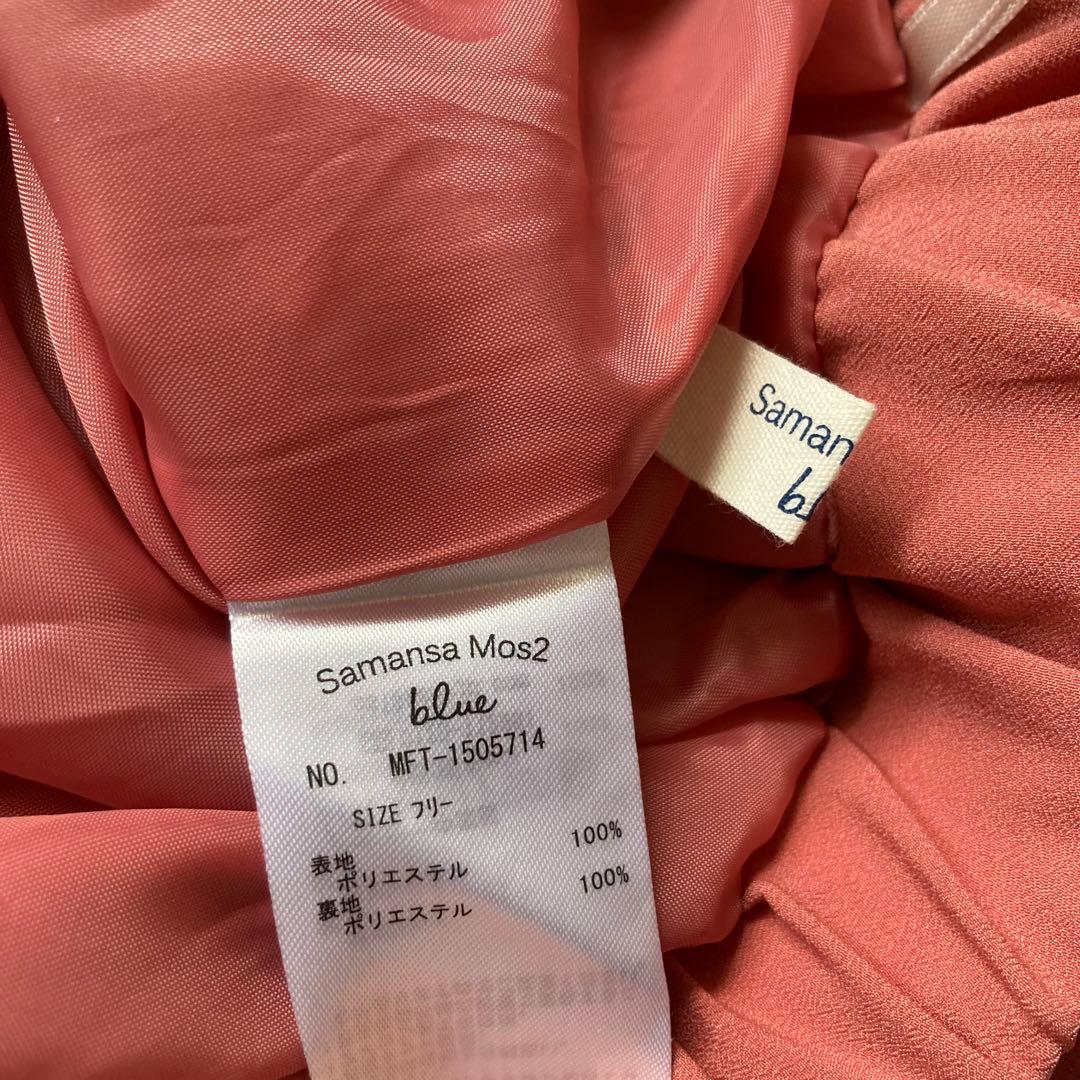 Saman
bl
Samansa Mos2
blue
NO. MFT-1505714
SIZE フリー
表地
ポリエステル 100%
裏地
ポリエステル 100%